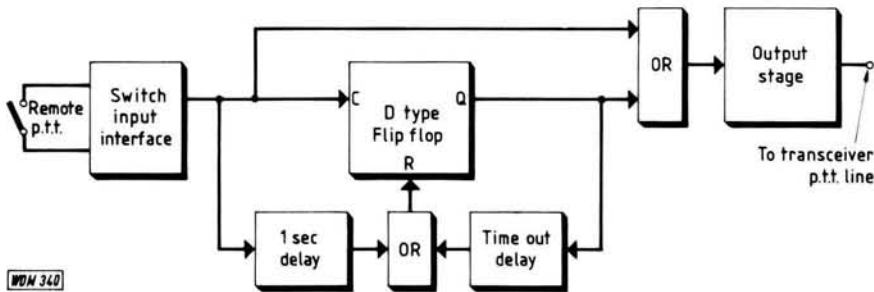 Remote
p.t.t.
Switch
input
interface
C
D type
Flip flop
Q
R
1 sec
delay
OR
Time out
delay
OR
Output
stage
To transceiver
p.t.t. line
WDM 340